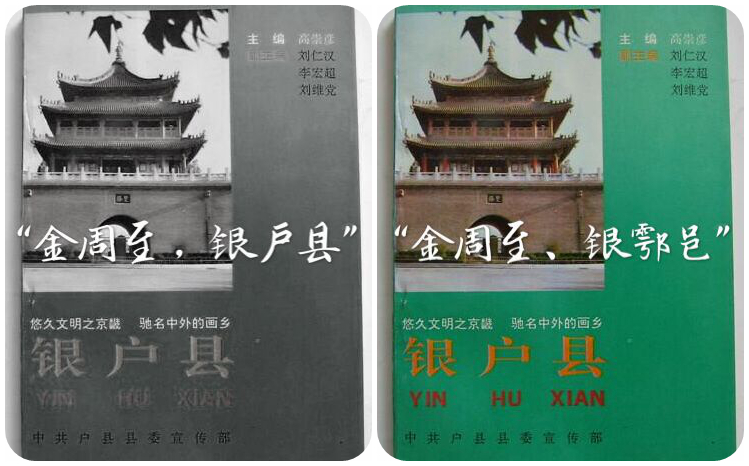 主 编 高崇彦
副主编 刘仁汉
李宏超
刘维党
“金周至，银户县”
悠久文明之京畿 驰名中外的画乡
银户县
YIN HU XIAN
中共户县县委宣传部
主 编 高崇彦
副主编 刘仁汉
李宏超
刘维党
“金周至、银鄠邑”
悠久文明之京畿 驰名中外的画乡
银户县
YIN HU XIAN
中共户县县委宣传部